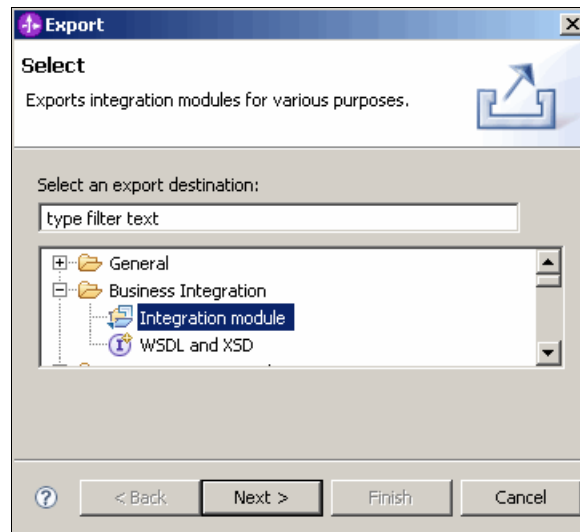 Export
Select
Exports integration modules for various purposes.
Select an export destination:
type filter text
General
Business Integration
Integration module
WSDL and XSD
< Back Next > Finish Cancel